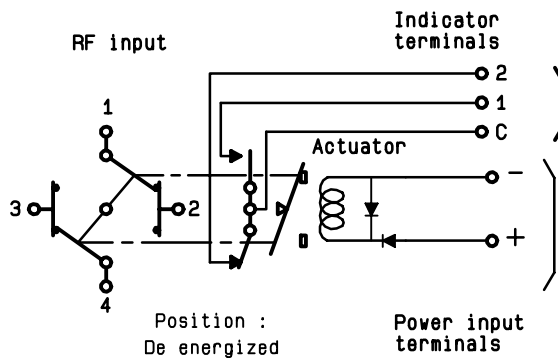 Indicator
terminals
RF input
2
1
1
C
Actuator
-
3
2
+
4
Position :
De energized
Power input
terminals